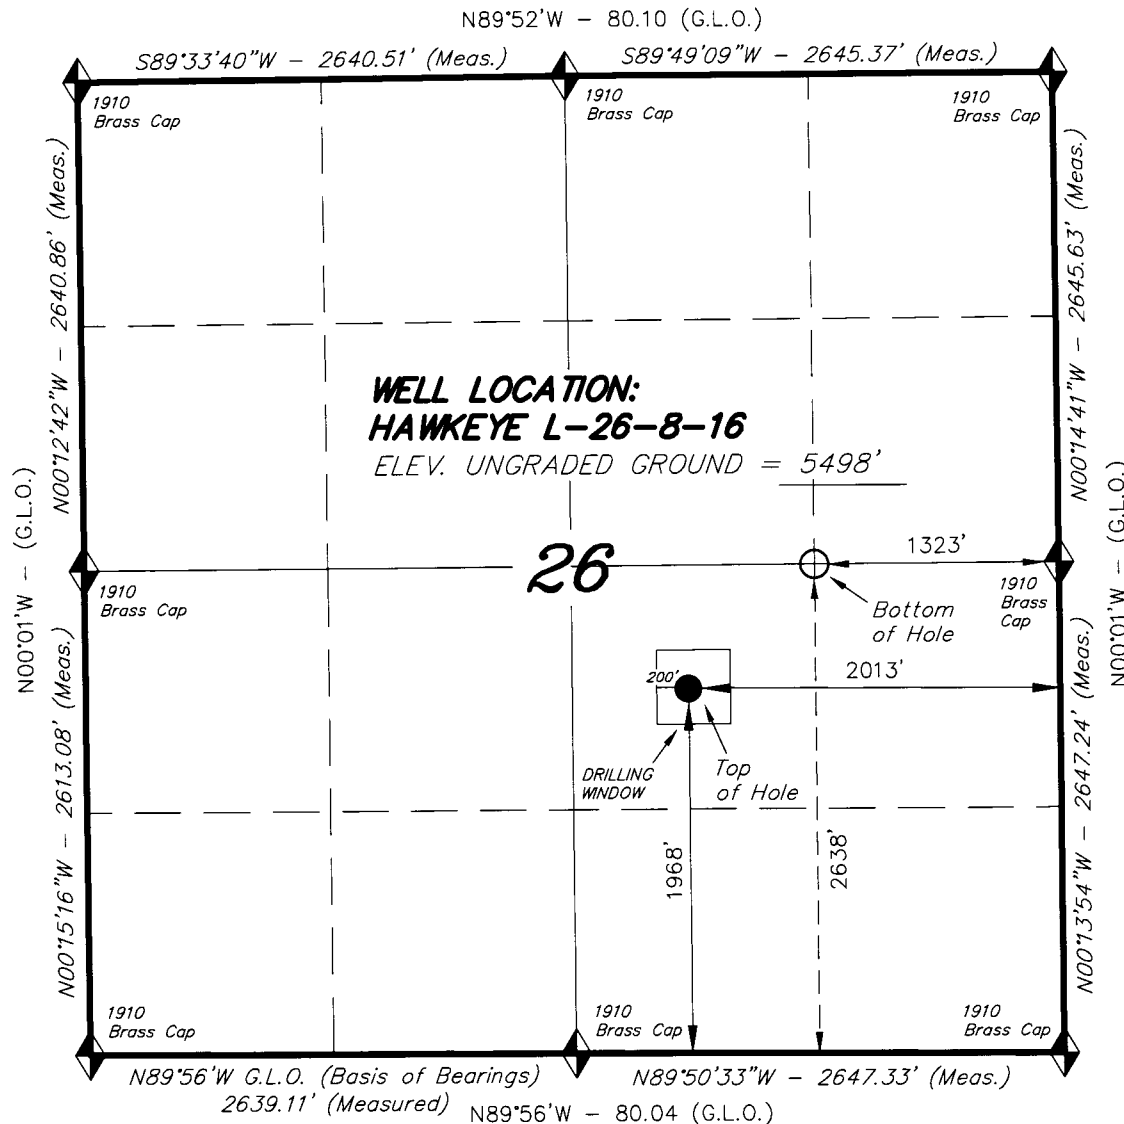 N89°52'W - 80.10 (G.L.O.)
S89°33'40"W - 2640.51' (Meas.)
S89°49'09"W - 2645.37' (Meas.)
1910
Brass Cap
1910
Brass Cap
1910
Brass Cap
N00°12'42"W - 2640.86' (Meas.)
N00°14'41"W - 2645.63' (Meas.)
WELL LOCATION:
HAWKEYE L-26-8-16
ELEV. UNGRADED GROUND = 5498'
N00°01'W - (G.L.O.)
N00°01'W - (G.L.O.)
26
1323'
1910
Brass Cap
1910
Brass
Cap
Bottom
of Hole
200'
2013'
DRILLING
WINDOW
Top
of Hole
N00°15'16"W - 2613.08' (Meas.)
1968'
2638'
N00°13'54"W - 2647.24' (Meas.)
1910
Brass Cap
1910
Brass Cap
1910
Brass Cap
N89°56'W G.L.O. (Basis of Bearings)
2639.11' (Measured)
N89°50'33"W - 2647.33' (Meas.)
N89°56'W - 80.04 (G.L.O.)